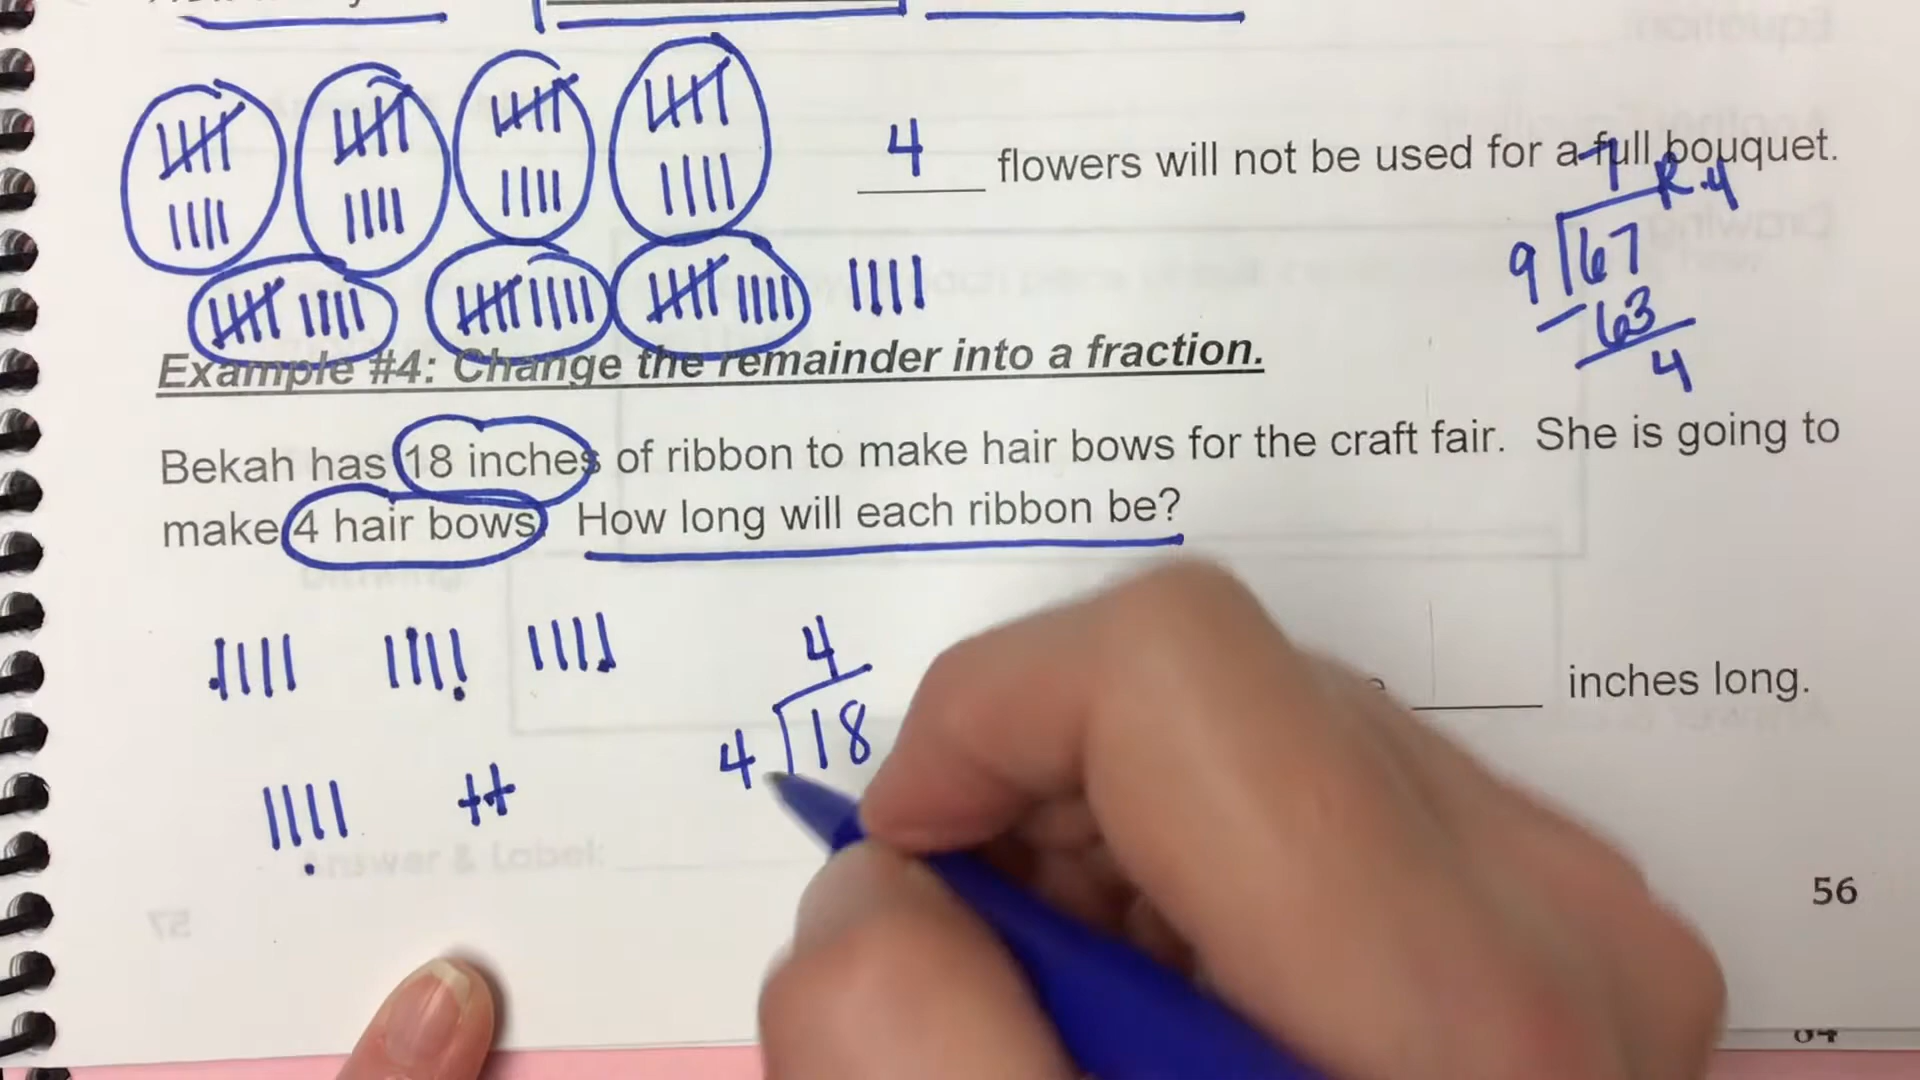 4 flowers will not be used for a full bouquet.
7 R.4
9 67
- 63
4
Example #4: Change the remainder into a fraction.
Bekah has 18 inches of ribbon to make hair bows for the craft fair. She is going to
make 4 hair bows. How long will each ribbon be?
4
4 18
inches long.
56